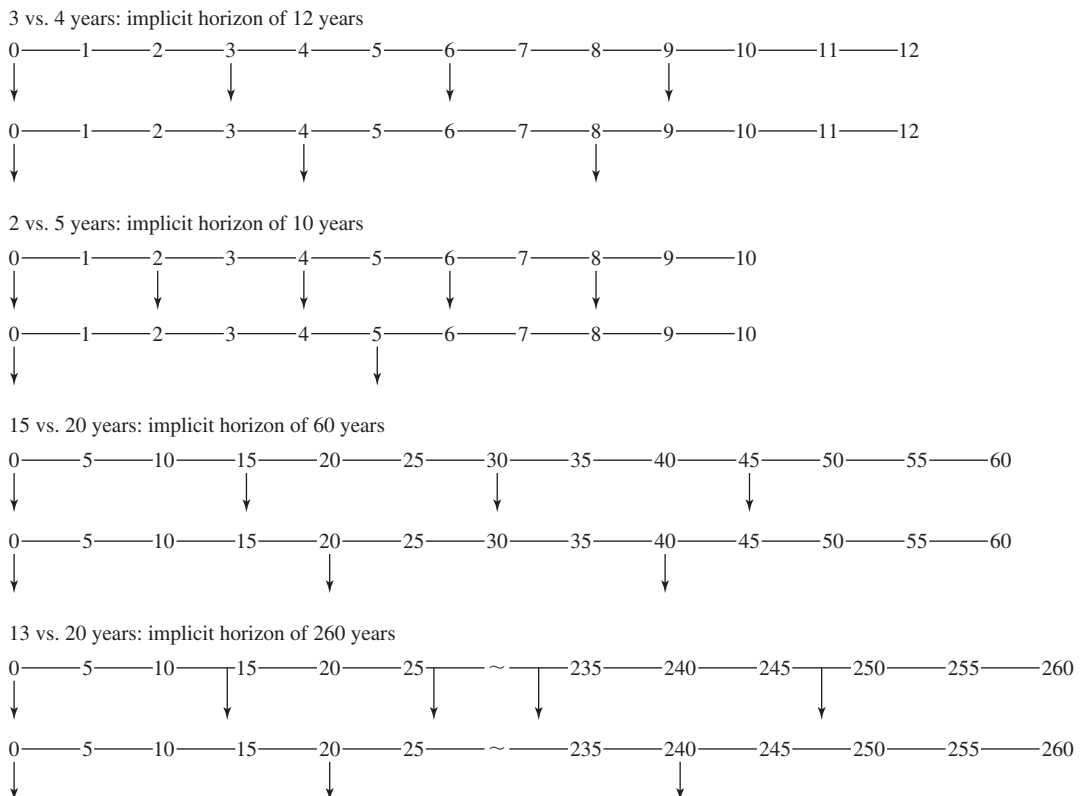 3 vs. 4 years: implicit horizon of 12 years
0 1 2 3 4 5 6 7 8 9 10 11 12
0 1 2 3 4 5 6 7 8 9 10 11 12
2 vs. 5 years: implicit horizon of 10 years
0 1 2 3 4 5 6 7 8 9 10
0 1 2 3 4 5 6 7 8 9 10
15 vs. 20 years: implicit horizon of 60 years
0 5 10 15 20 25 30 35 40 45 50 55 60
0 5 10 15 20 25 30 35 40 45 50 55 60
13 vs. 20 years: implicit horizon of 260 years
0 5 10 15 20 25 ~ 235 240 245 250 255 260
0 5 10 15 20 25 ~ 235 240 245 250 255 260